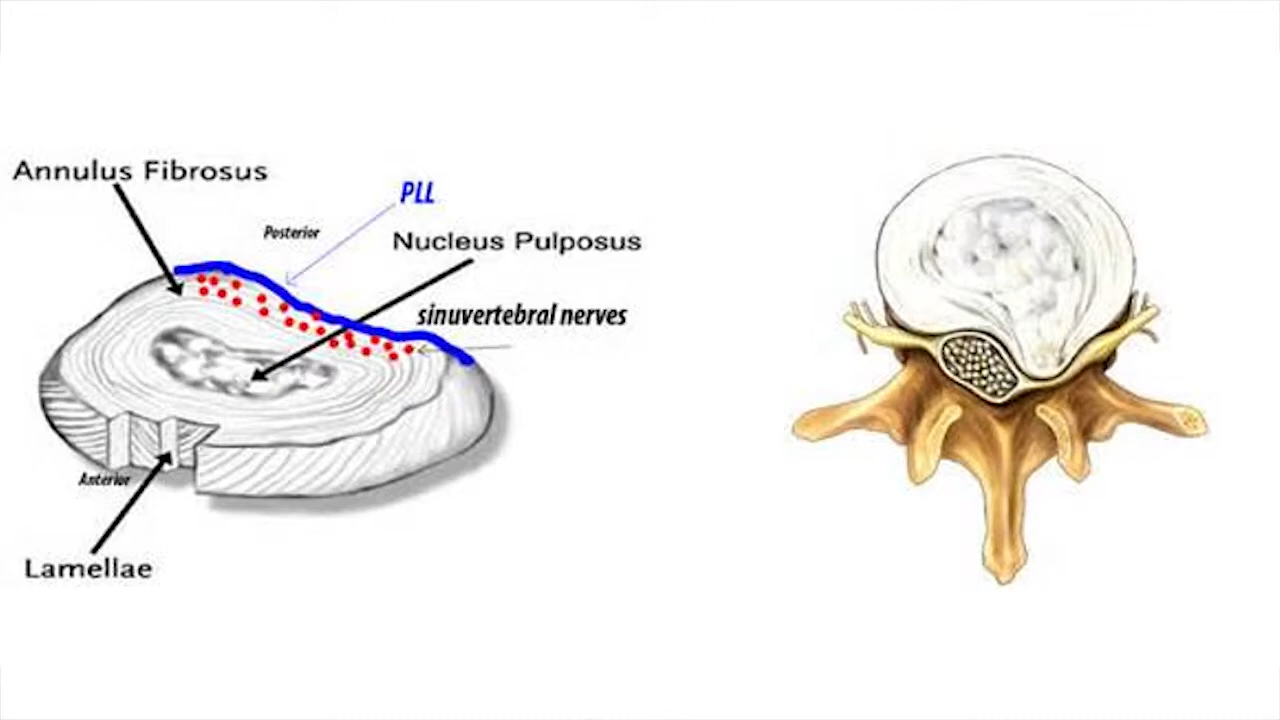 Annulus Fibrosus
PLL
Posterior
Nucleus Pulposus
sinuvertebral nerves
Anterior
Lamellae